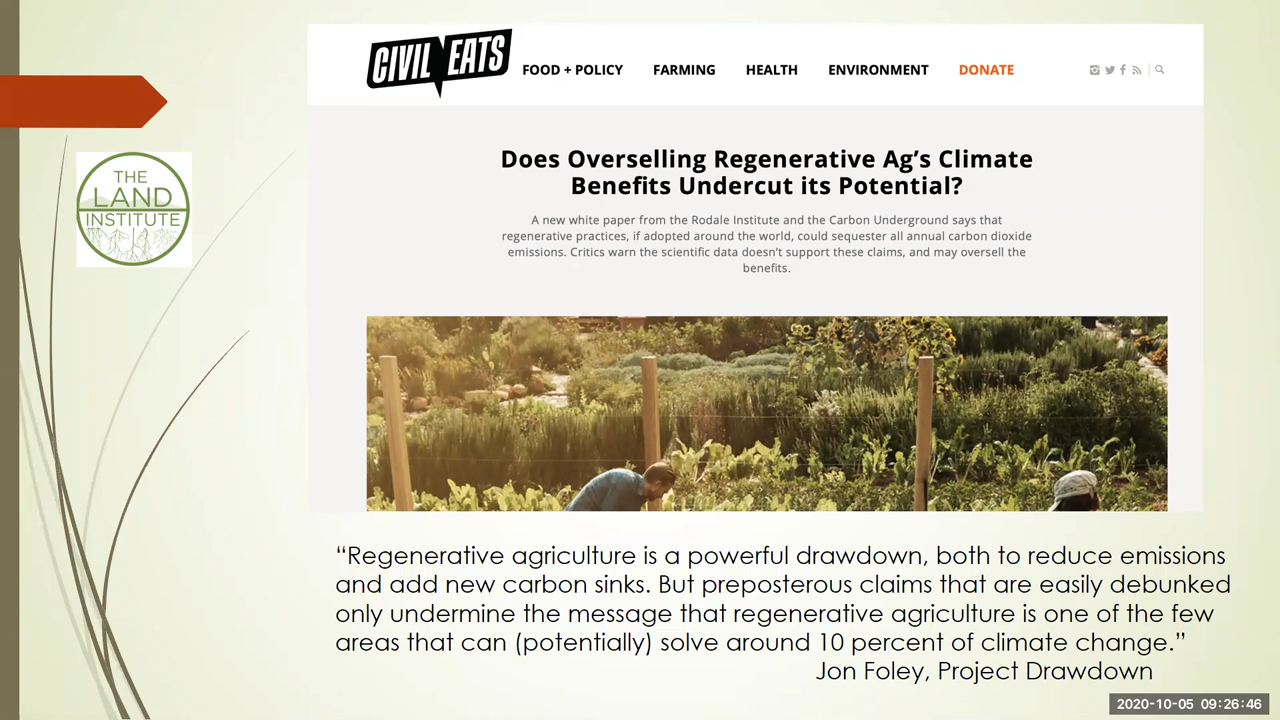 CIVIL EATS
FOOD + POLICY FARMING HEALTH ENVIRONMENT DONATE
THE
LAND
INSTITUTE
Does Overselling Regenerative Ag’s Climate
Benefits Undercut its Potential?
A new white paper from the Rodale Institute and the Carbon Underground says that
regenerative practices, if adopted around the world, could sequester all annual carbon dioxide
emissions. Critics warn the scientific data doesn’t support these claims, and may oversell the
benefits.
“Regenerative agriculture is a powerful drawdown, both to reduce emissions
and add new carbon sinks. But preposterous claims that are easily debunked
only undermine the message that regenerative agriculture is one of the few
areas that can (potentially) solve around 10 percent of climate change.”
Jon Foley, Project Drawdown
2020-10-05 09:26:46